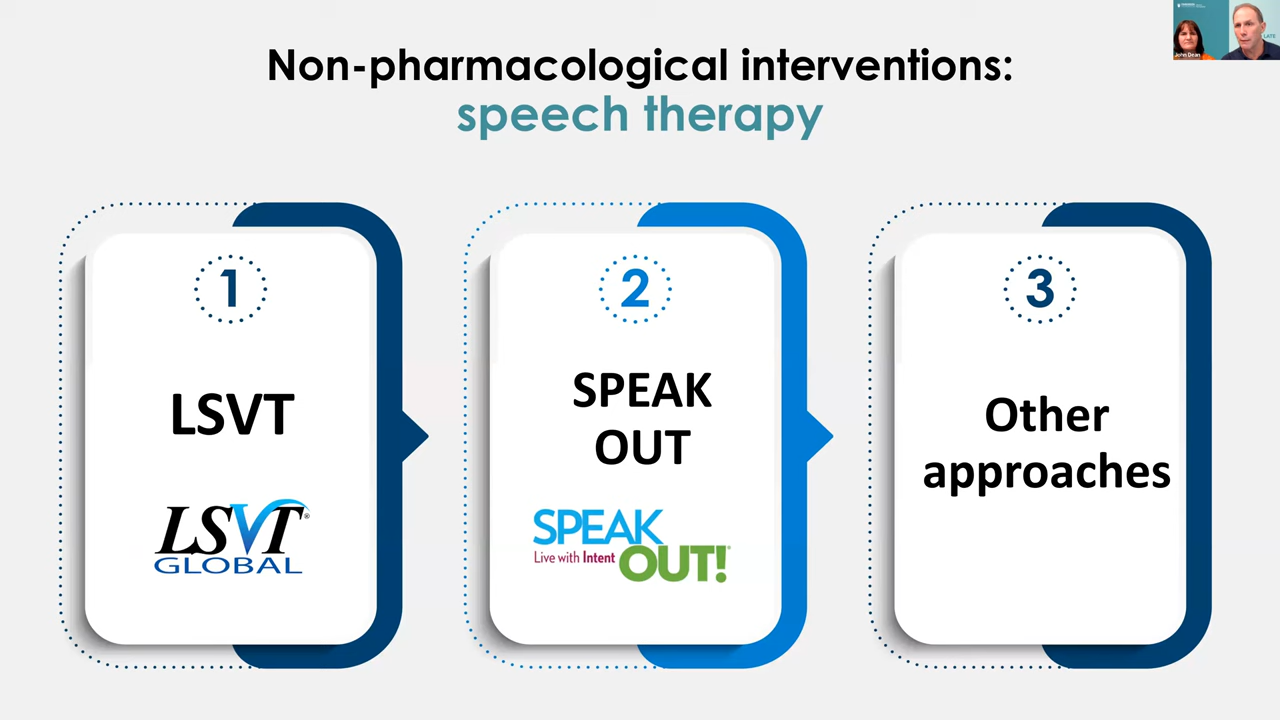 Non-pharmacological interventions:
speech therapy
1
LSVT
LSVT®
GLOBAL
2
SPEAK
OUT
SPEAK
Live with Intent
OUT!®
3
Other
approaches
John Dean
LATE